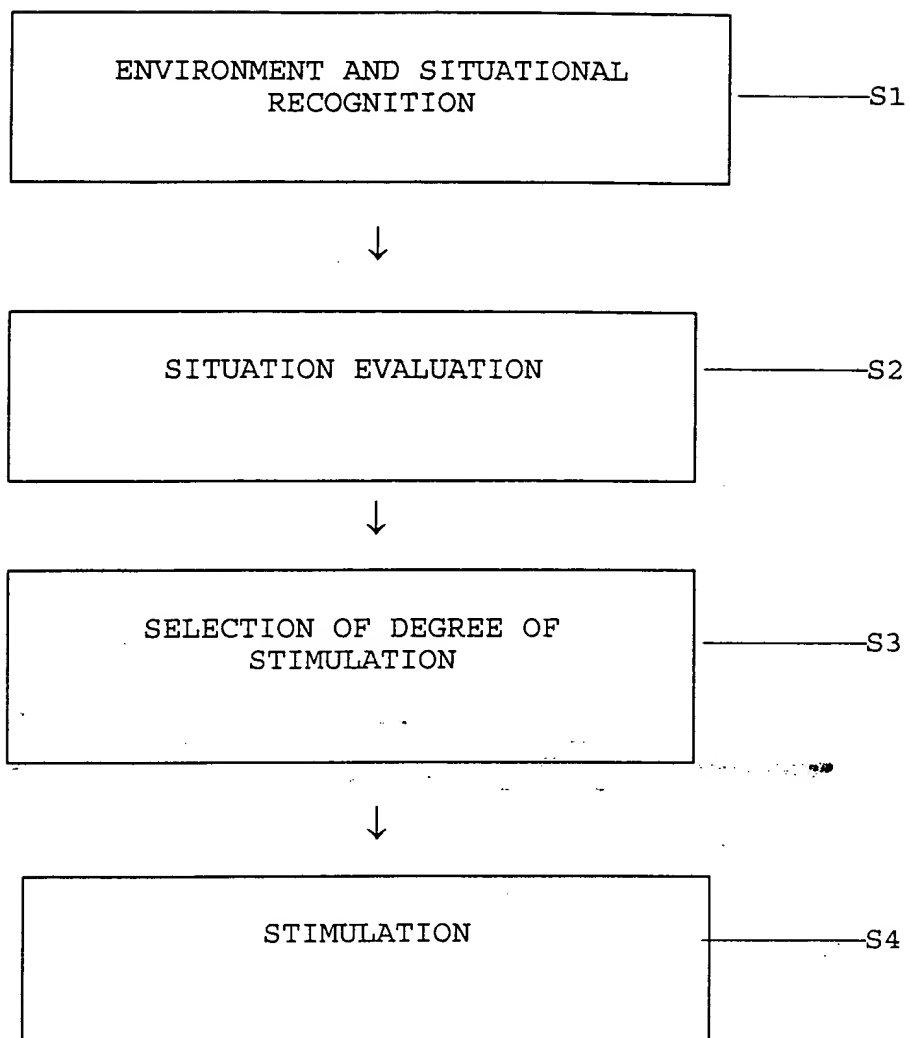 ENVIRONMENT AND SITUATIONAL
RECOGNITION
S1
↓
SITUATION EVALUATION
S2
↓
SELECTION OF DEGREE OF
STIMULATION
S3
↓
STIMULATION
S4